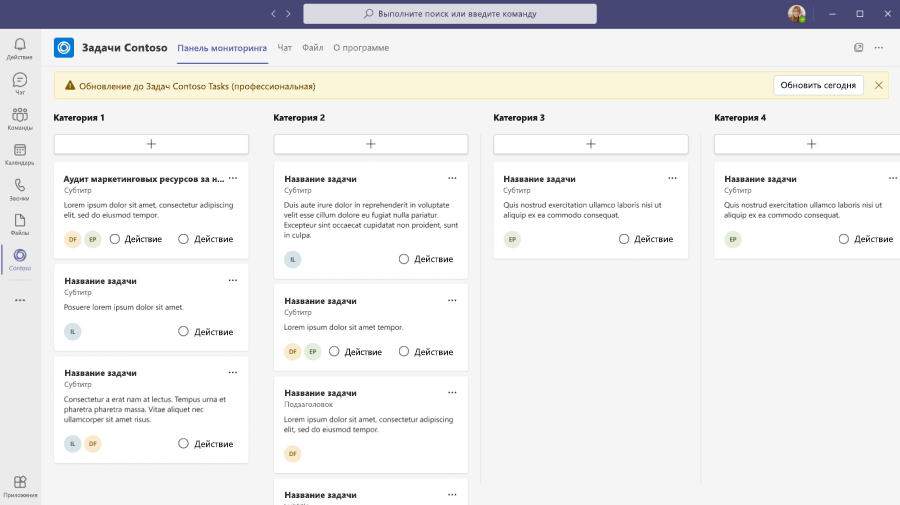 Выполните поиск или введите команду
Действие
Чаг
Команды
Календарь
Звонки
Файлы
Contoso
Приложения
Задачи Contoso
Панель мониторинга
Чат
Файл
О программе
Обновление до Задач Contoso Tasks (профессиональная)
Обновить сегодня
Категория 1
Аудит маркетинговых ресурсов за н...
Субтитр
Lorem ipsum dolor sit amet, consectetur adipiscing
elit, sed do eiusmod tempor.
DF EP Действие Действие
Название задачи
Субтитр
Posuere lorem ipsum dolor sit amet.
IL Действие
Название задачи
Субтитр
Consectetur a erat nam at lectus. Tempus urna et
pharetra pharetra massa. Vitae aliquet nec
ullamcorper sit amet risus.
IL DF Действие
Категория 2
Название задачи
Субтитр
Duis aute irure dolor in reprehenderit in voluptate
velit esse cillum dolore eu fugiat nulla pariatur.
Excepteur sint occaecat cupidatat non proident, sunt
in culpa.
IL Действие
Название задачи
Субтитр
Lorem ipsum dolor sit amet tempor.
DF EP Действие Действие
Название задачи
Подзаголовок
Lorem ipsum dolor sit amet, consectetur adipiscing
elit, sed do eiusmod tempor.
DF
Название задачи
Категория 3
Название задачи
Субтитр
Quis nostrud exercitation ullamco laboris nisi ut
aliquip ex ea commodo consequat.
EP Действие
Категория 4
Название задачи
Субтитр
Quis nostrud exercitation ullamco laboris nisi ut
aliquip ex ea commodo consequat.
EP Действие